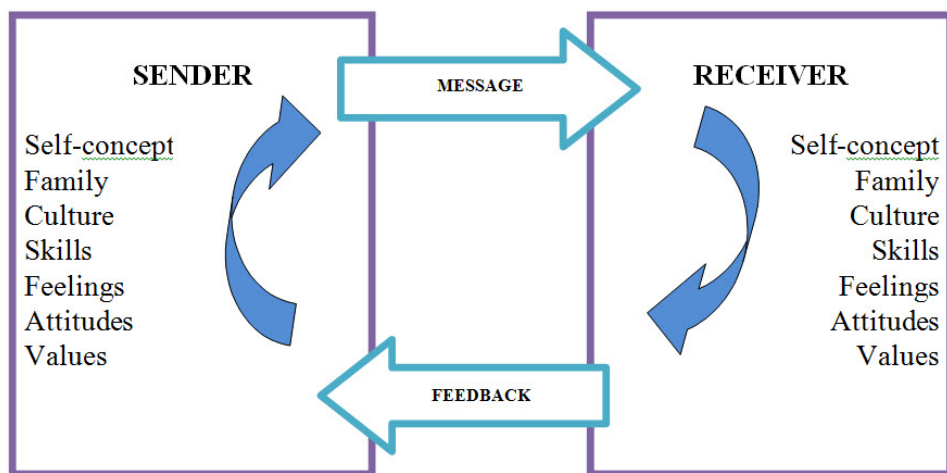 SENDER
Self-concept
Family
Culture
Skills
Feelings
Attitudes
Values
MESSAGE
FEEDBACK
RECEIVER
Self-concept
Family
Culture
Skills
Feelings
Attitudes
Values